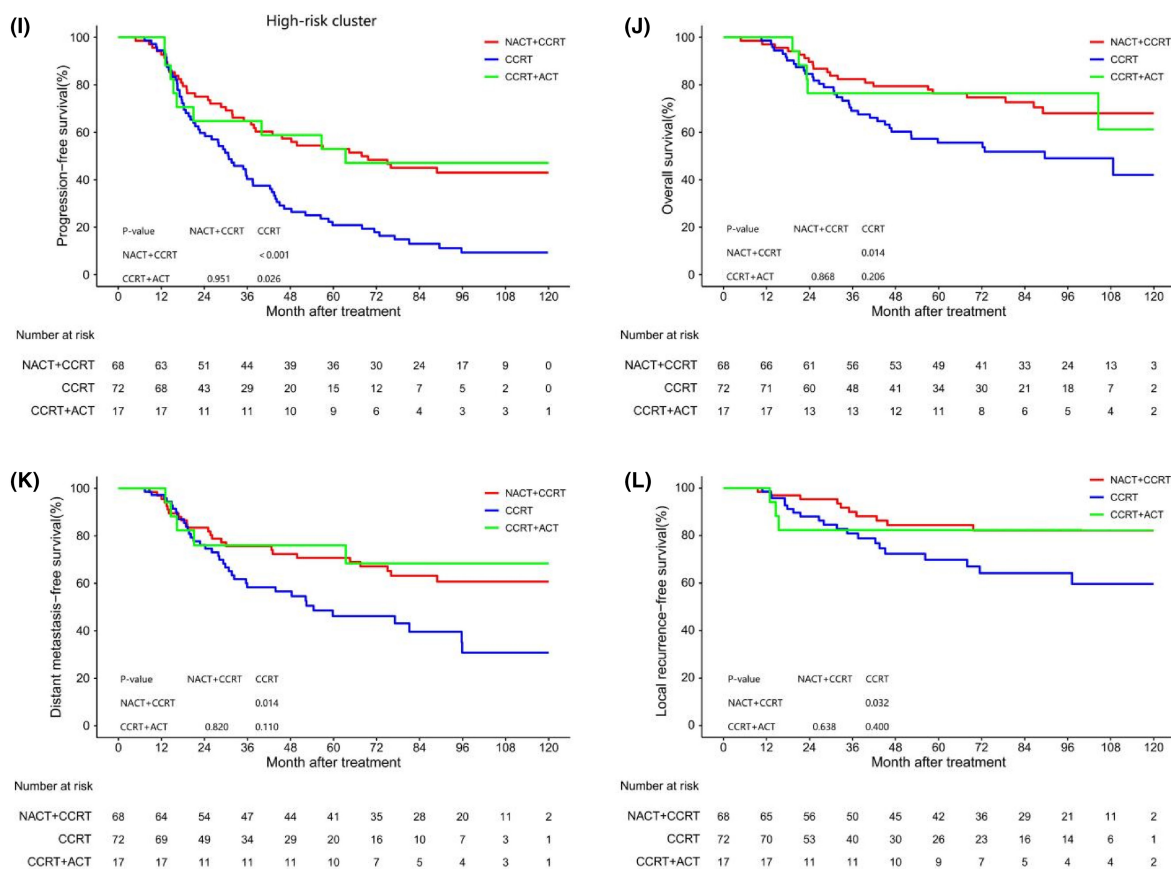 (I)
High-risk cluster
Progression-free survival(%)
100
80
60
40
20
0
NACT+CCRT
CCRT
CCRT+ACT
P-value NACT+CCRT CCRT
NACT+CCRT <0.001
CCRT+ACT 0.951 0.026
0 12 24 36 48 60 72 84 96 108 120
Month after treatment
Number at risk
NACT+CCRT 68 63 51 44 39 36 30 24 17 9 0
CCRT 72 68 43 29 20 15 12 7 5 2 0
CCRT+ACT 17 17 11 11 10 9 6 4 3 3 1
(J)
Overall survival(%)
100
80
60
40
20
0
NACT+CCRT
CCRT
CCRT+ACT
P-value NACT+CCRT CCRT
NACT+CCRT 0.014
CCRT+ACT 0.868 0.206
0 12 24 36 48 60 72 84 96 108 120
Month after treatment
Number at risk
NACT+CCRT 68 66 61 56 53 49 41 33 24 13 3
CCRT 72 71 60 48 41 34 30 21 18 7 2
CCRT+ACT 17 17 13 13 12 11 8 6 5 4 2
(K)
Distant metastasis-free survival(%)
100
80
60
40
20
0
NACT+CCRT
CCRT
CCRT+ACT
P-value NACT+CCRT CCRT
NACT+CCRT 0.014
CCRT+ACT 0.820 0.110
0 12 24 36 48 60 72 84 96 108 120
Month after treatment
Number at risk
NACT+CCRT 68 64 54 47 44 41 35 28 20 11 2
CCRT 72 69 49 34 29 20 16 10 7 3 1
CCRT+ACT 17 17 11 11 11 10 7 5 4 3 1
(L)
Local recurrence-free survival(%)
100
80
60
40
20
0
NACT+CCRT
CCRT
CCRT+ACT
P-value NACT+CCRT CCRT
NACT+CCRT 0.032
CCRT+ACT 0.638 0.400
0 12 24 36 48 60 72 84 96 108 120
Month after treatment
Number at risk
NACT+CCRT 68 65 56 50 45 42 36 29 21 11 2
CCRT 72 70 53 40 30 26 23 16 14 6 1
CCRT+ACT 17 17 11 11 10 9 7 5 4 4 2